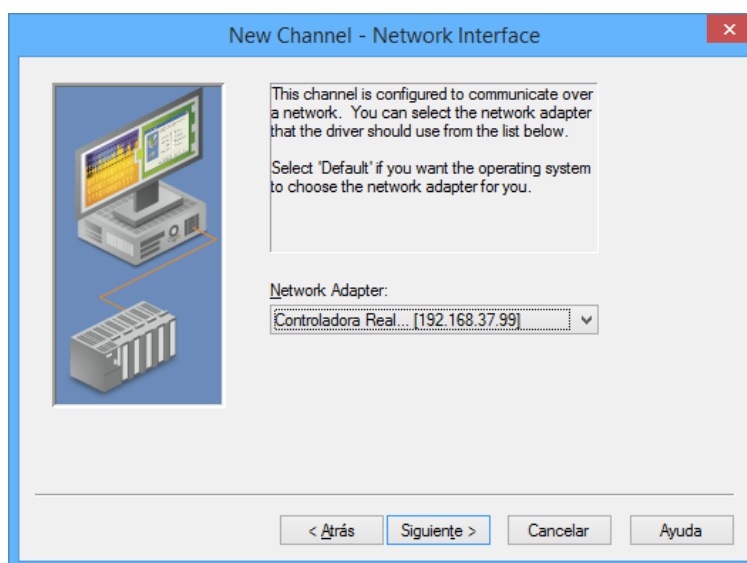 New Channel - Network Interface
This channel is configured to communicate over
a network. You can select the network adapter
that the driver should use from the list below.
Select 'Default' if you want the operating system
to choose the network adapter for you.
Network Adapter:
Controladora Real... [192.168.37.99]
< Atrás
Siguiente >
Cancelar
Ayuda